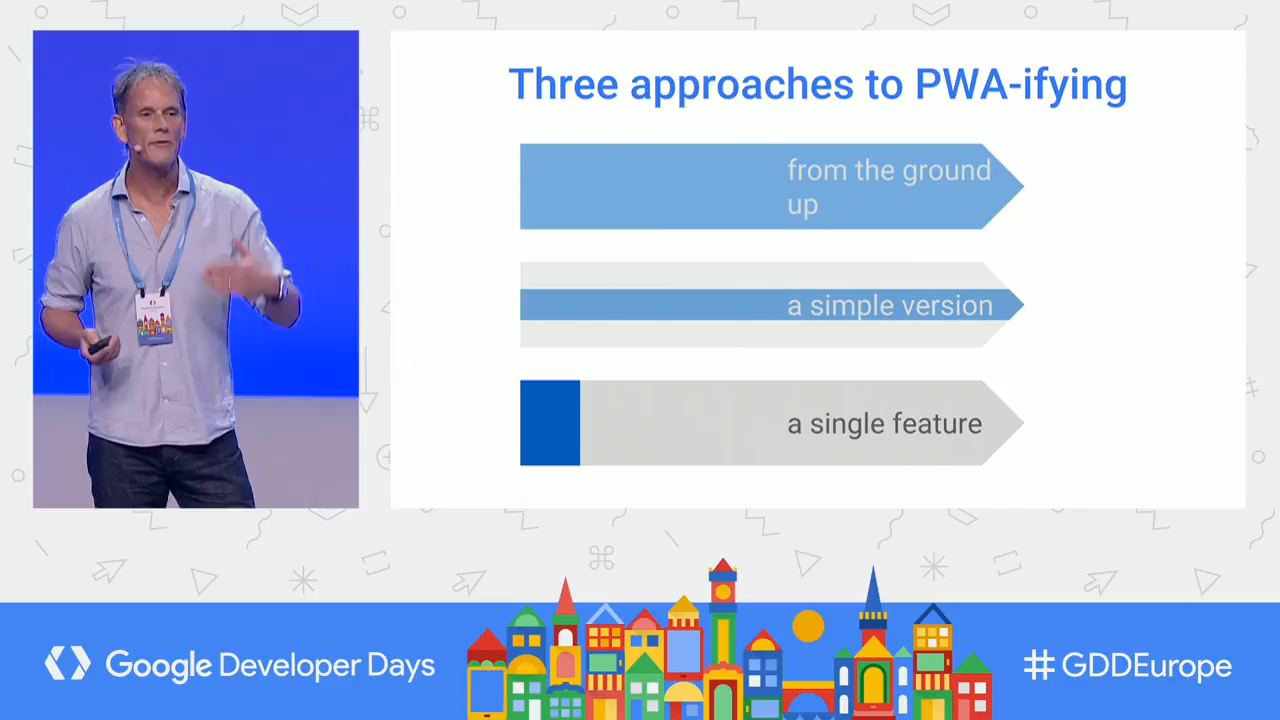 Three approaches to PWA-ifying
from the ground
up
a simple version
a single feature
Google Developer Days
#GDDEurope